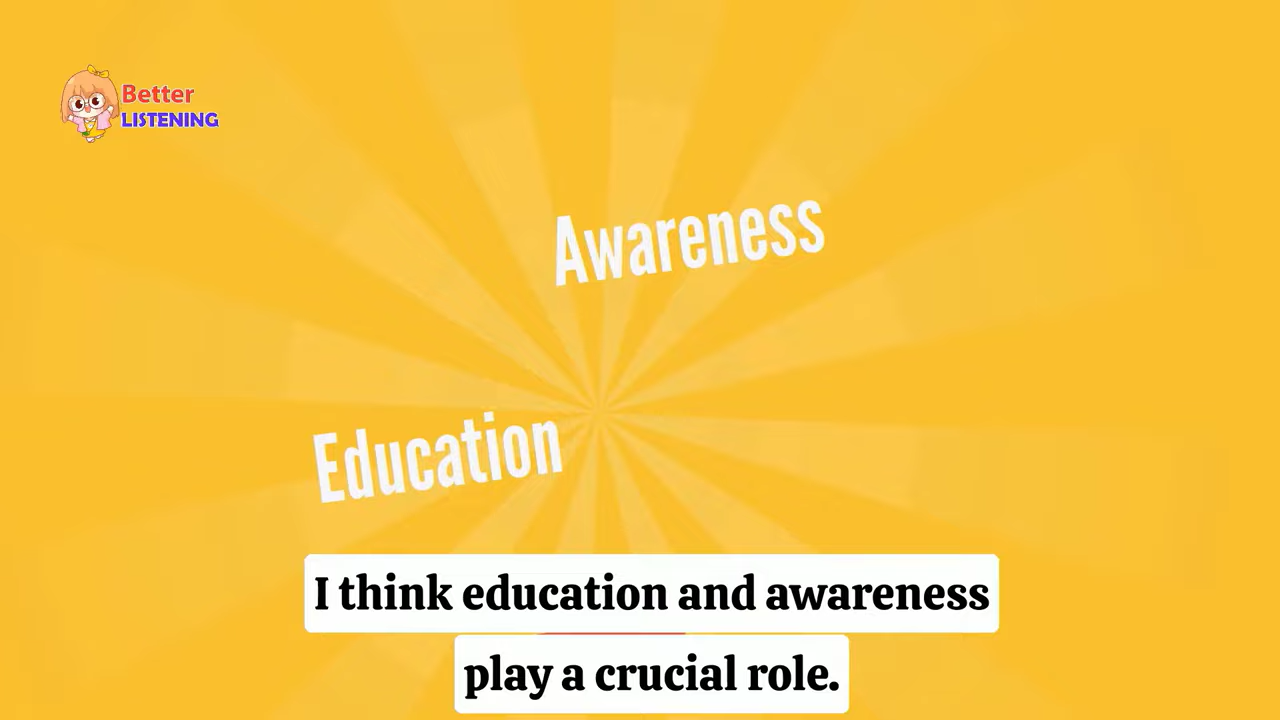 Better
LISTENING
Awareness
Education
I think education and awareness
play a crucial role.